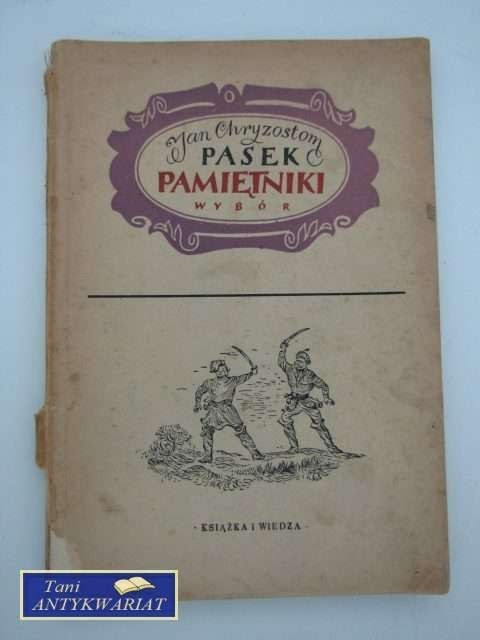 Jan Chryzostom
PASEK
PAMIĘTNIKI
WYBÓR
· KSIĄŻKA I WIEDZA ·
Tani
ANTYKWARIAT